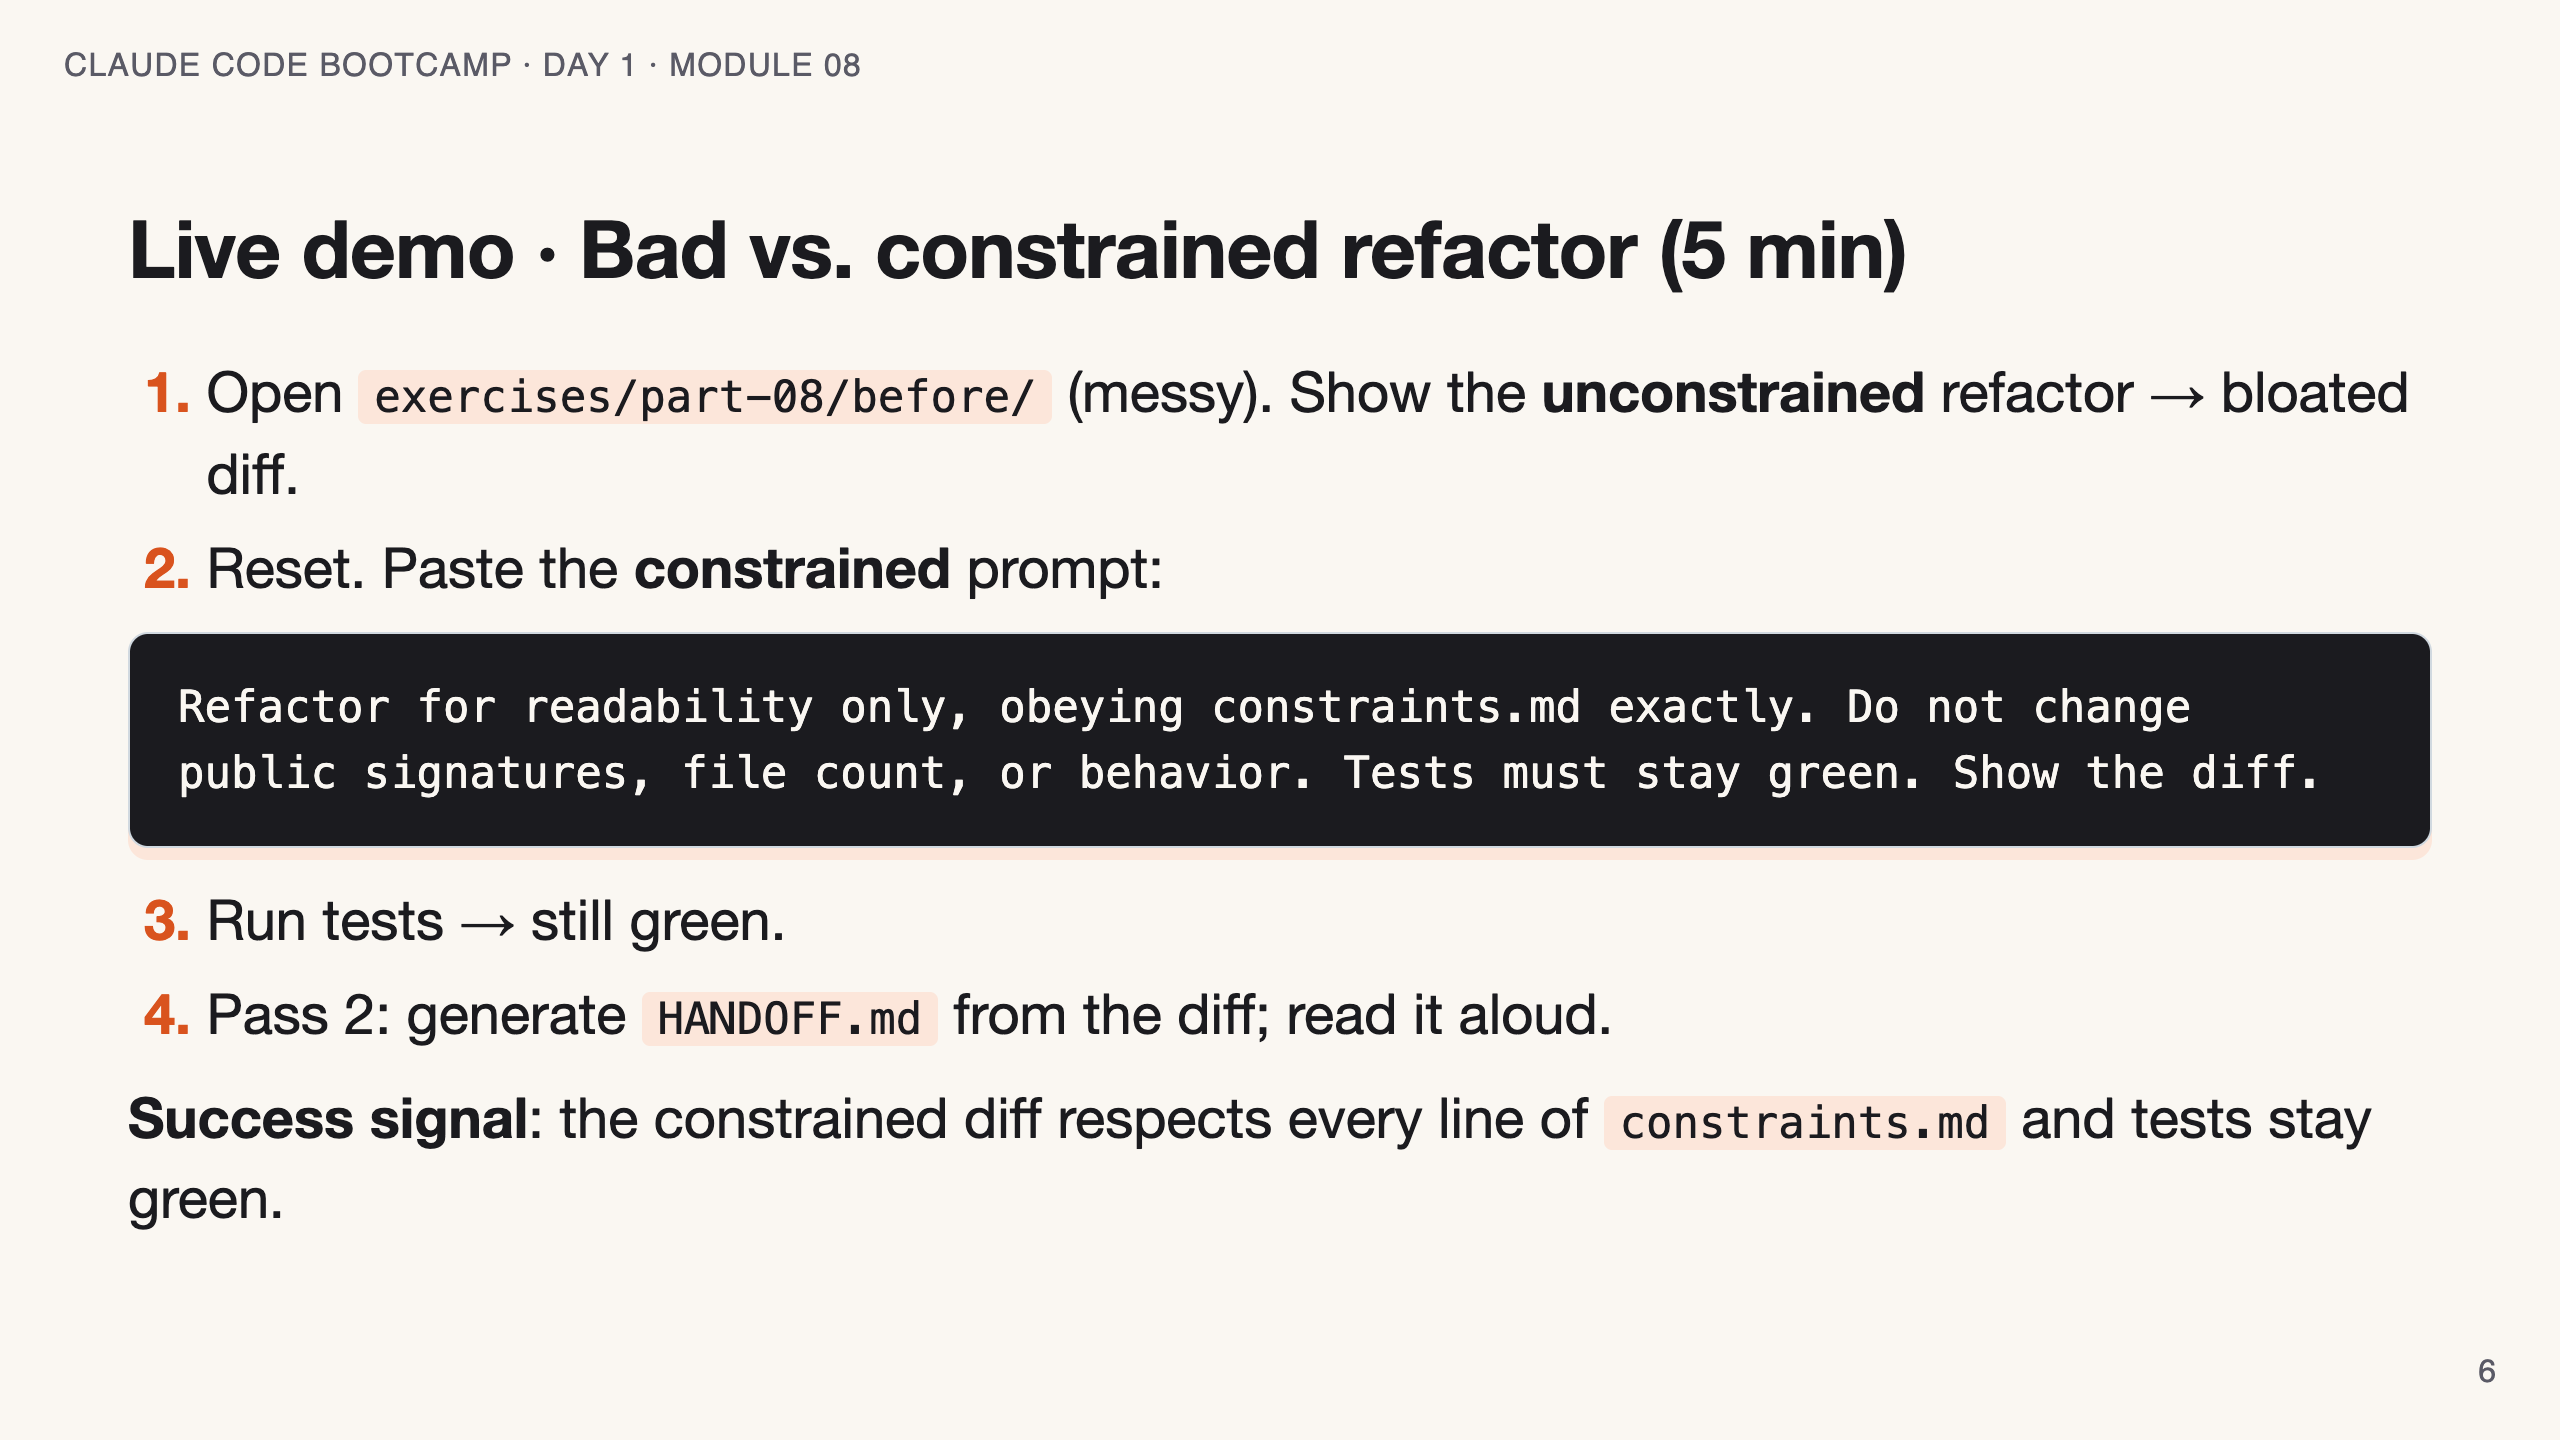 CLAUDE CODE BOOTCAMP · DAY 1 · MODULE 08
Live demo · Bad vs. constrained refactor (5 min)
1. Open exercises/part-08/before/ (messy). Show the unconstrained refactor → bloated
diff.
2. Reset. Paste the constrained prompt:
Refactor for readability only, obeying constraints.md exactly. Do not change
public signatures, file count, or behavior. Tests must stay green. Show the diff.
3. Run tests → still green.
4. Pass 2: generate HANDOFF.md from the diff; read it aloud.
Success signal: the constrained diff respects every line of constraints.md and tests stay
green.
6